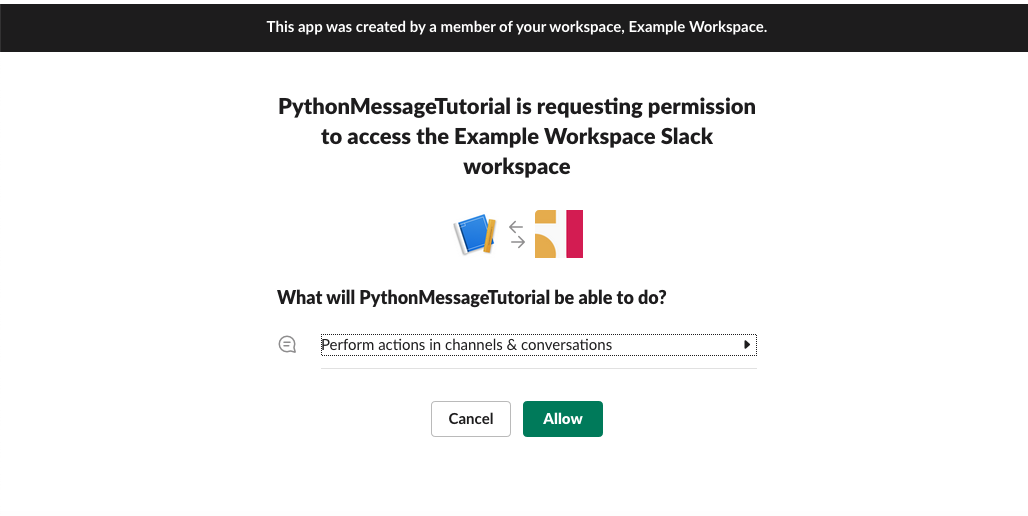 This app was created by a member of your workspace, Example Workspace.
PythonMessageTutorial is requesting permission
to access the Example Workspace Slack
workspace
What will PythonMessageTutorial be able to do?
Perform actions in channels & conversations
Cancel
Allow